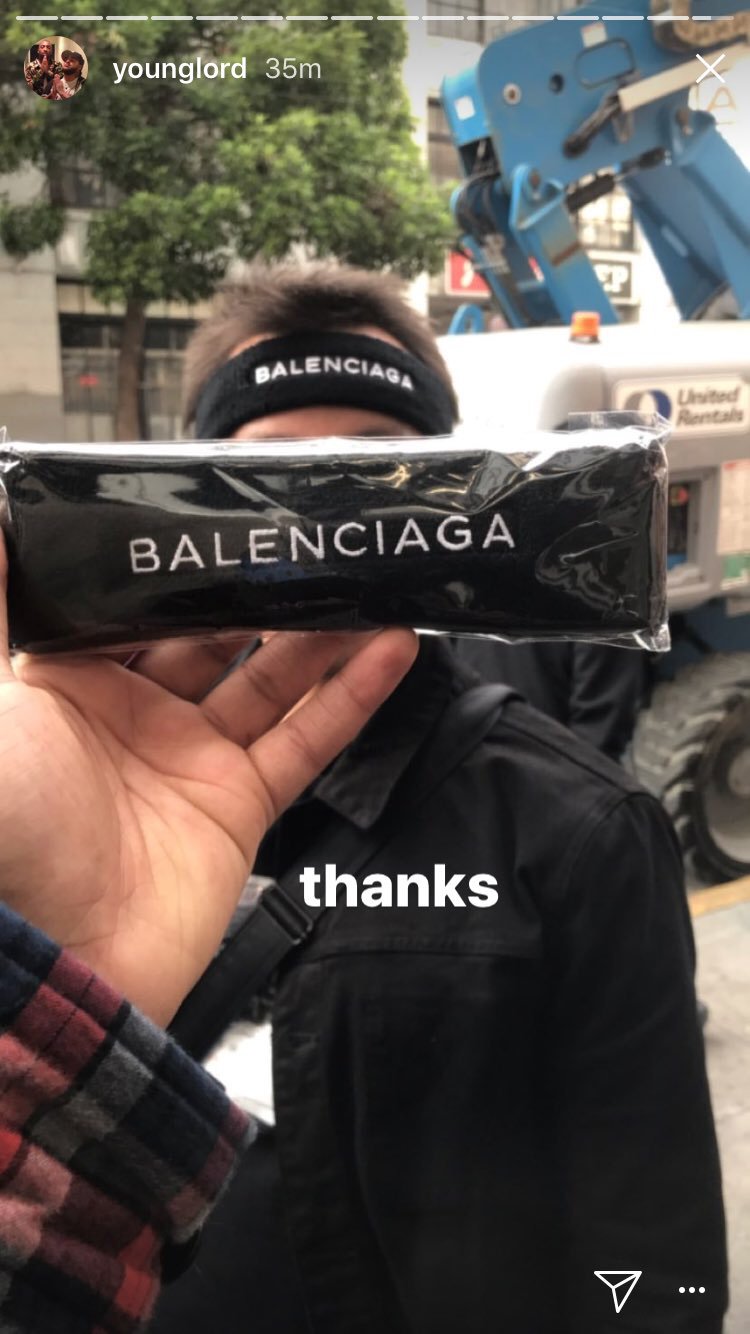 younglord 35m
BALENCIAGA
United
Rentals
BALENCIAGA
thanks